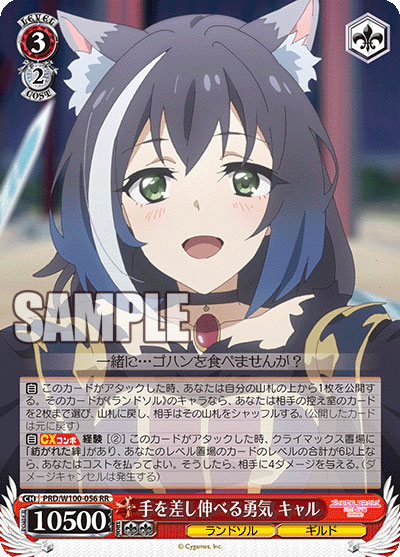 LEVEL
3
2
COST
SAMPLE
一緒に…ゴハンを食べませんか？
自 このカードがアタックした時、あなたは自分の山札の上から1枚を公開する。そのカードが《ランドソル》のキャラなら、あなたは相手の控え室のカードを2枚まで選び、山札に戻し、相手はその山札をシャッフルする。(公開したカードは元に戻す)
自 CXコンボ 経験 ［②］ このカードがアタックした時、クライマックス置場に「紡がれた絆」があり、あなたのレベル置場のカードのレベルの合計が6以上なら、あなたはコストを払ってよい。そうしたら、相手に4ダメージを与える。(ダメージキャンセルは発生する)
CH PRD/W100-056 RR
10500
手を差し伸べる勇気 キャル
ランドソル
ギルド
© Cygames, Inc.